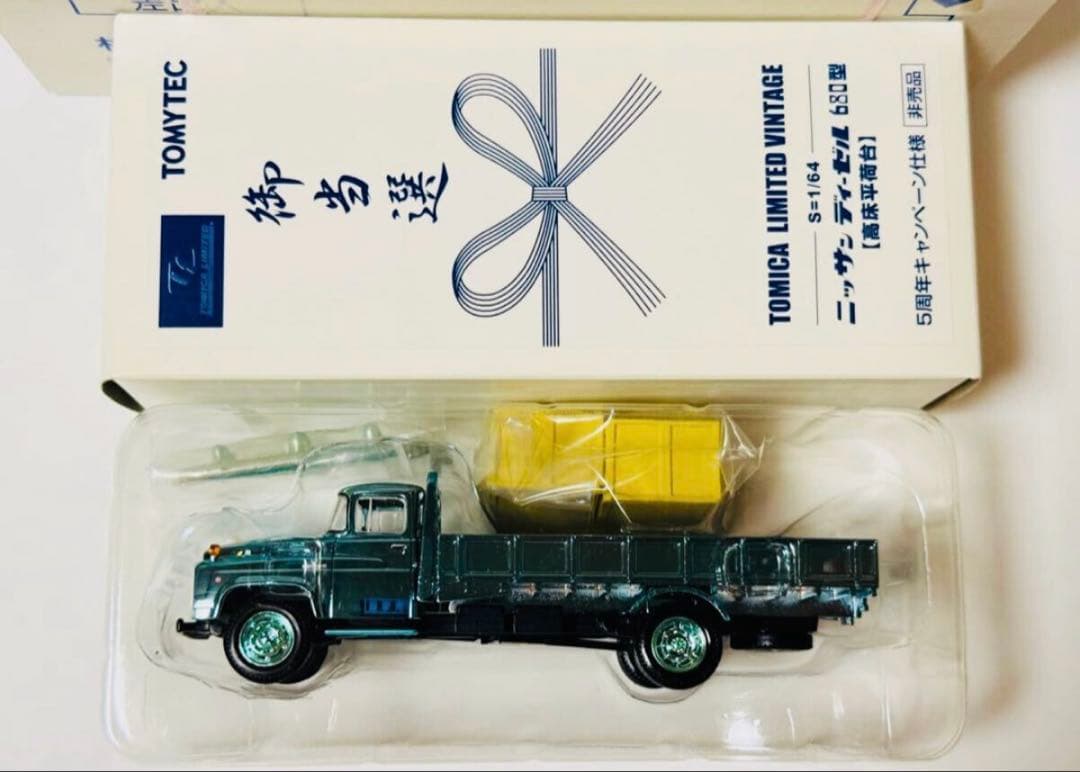 TOMYTEC
TOMICA LIMITED
御当選
TOMICA LIMITED VINTAGE
S=1/64
ニッサンディーゼル 680型
【高床平荷台】
5周年キャンペーン仕様 非売品